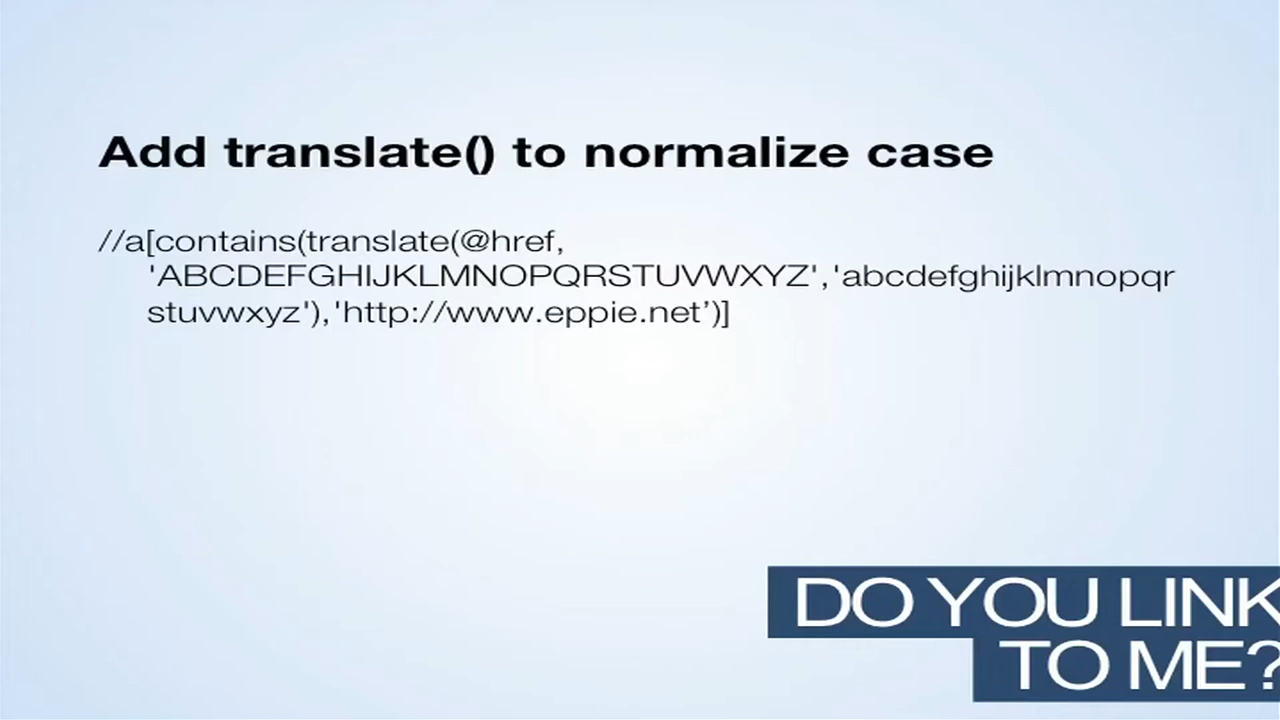 Add translate() to normalize case
//a[contains(translate(@href,
'ABCDEFGHIJKLMNOPQRSTUVWXYZ','abcdefghijklmnopqr
stuvwxyz'),'http://www.eppie.net’)]
DO YOU LINK
TO ME?